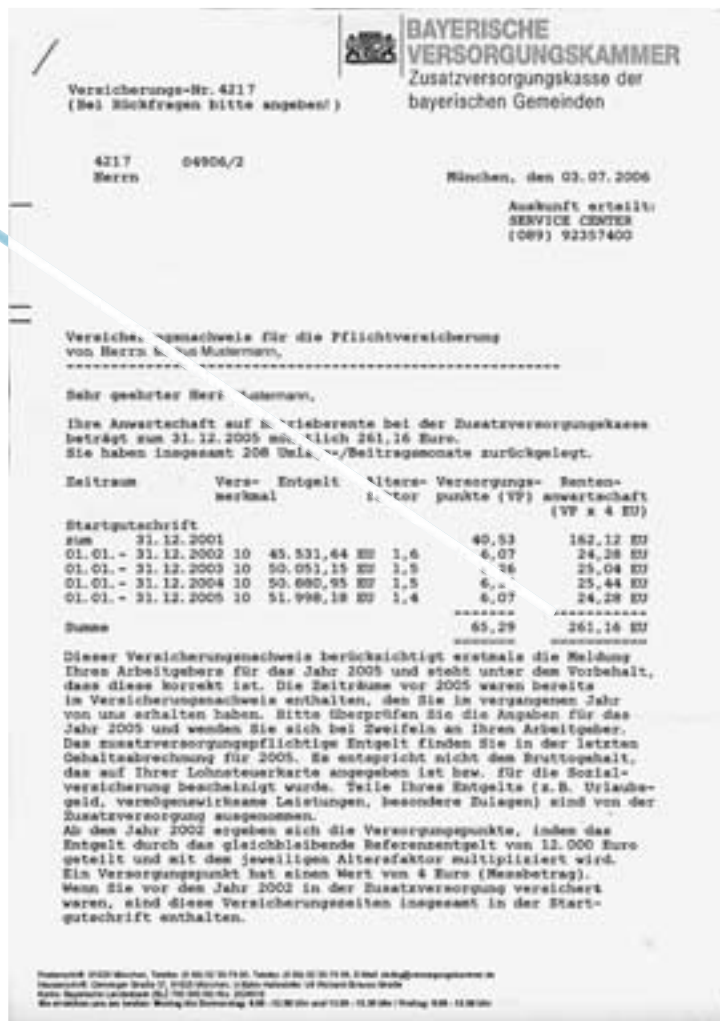 BAYERISCHE
VERSORGUNGSKAMMER
Zusatzversorgungskasse der
bayerischen Gemeinden
Versicherungs-Nr. 4217
(Bei Rückfragen bitte angeben!)
4217 04906/2
Herrn
München, den 03.07.2006
Auskunft erteilt:
SERVICE CENTER
(089) 92357400
für die Pflichtversicherung
von Herrn Mustermann,
Sehr geehrter Herr
Ihre Anwartschaft auf bei der Zusatzversorgungskasse
beträgt zum 31.12.2005 261,16 Euro.
Sie haben insgesamt 208 zurückgelegt.
Zeitraum Vers- Entgelt Alters- Versorgungs- Renten-
merkmal punkte (VP) anwartschaft
(VP x 4 EU)
Startgutschrift
zum 31.12.2001 40,53 162,12 EU
01.01.- 31.12.2002 10 45.531,64 EU 1,6 6,07 24,28 EU
01.01.- 31.12.2003 10 50.051,15 EU 1,5 25,04 EU
01.01.- 31.12.2004 10 50.880,95 EU 1,5 25,44 EU
01.01.- 31.12.2005 10 51.998,18 EU 1,4 6,07 24,28 EU
Summe 65,29 261,16 EU
Dieser Versicherungsnachweis berücksichtigt erstmals die Meldung
Ihres Arbeitgebers für das Jahr 2005 und steht unter dem Vorbehalt,
dass diese korrekt ist. Die Zeiträume vor 2005 waren bereits
im Versicherungsnachweis enthalten, den Sie im vergangenen Jahr
von uns erhalten haben. Bitte überprüfen Sie die Angaben für das
Jahr 2005 und wenden Sie sich bei Zweifeln an Ihren Arbeitgeber.
Das zusatzversorgungspflichtige Entgelt finden Sie in der letzten
Gehaltsabrechnung für 2005. Es entspricht nicht dem Bruttogehalt,
das auf Ihrer Lohnsteuerkarte angegeben ist bzw. für die Sozial-
versicherung bescheinigt wurde. Teile Ihres Entgelts (z.B. Urlaubs-
geld, vermögenswirksame Leistungen, besondere Zulagen) sind von der
Zusatzversorgung ausgenommen.
Ab dem Jahr 2002 ergeben sich die Versorgungspunkte, indem das
Entgelt durch das gleichbleibende Referenzentgelt von 12.000 Euro
geteilt und mit dem jeweiligen Altersfaktor multipliziert wird.
Ein Versorgungspunkt hat einen Wert von 4 Euro (Messbetrag).
Wenn Sie vor dem Jahr 2002 in der Zusatzversorgung versichert
waren, sind diese Versicherungszeiten insgesamt in der Start-
gutschrift enthalten.